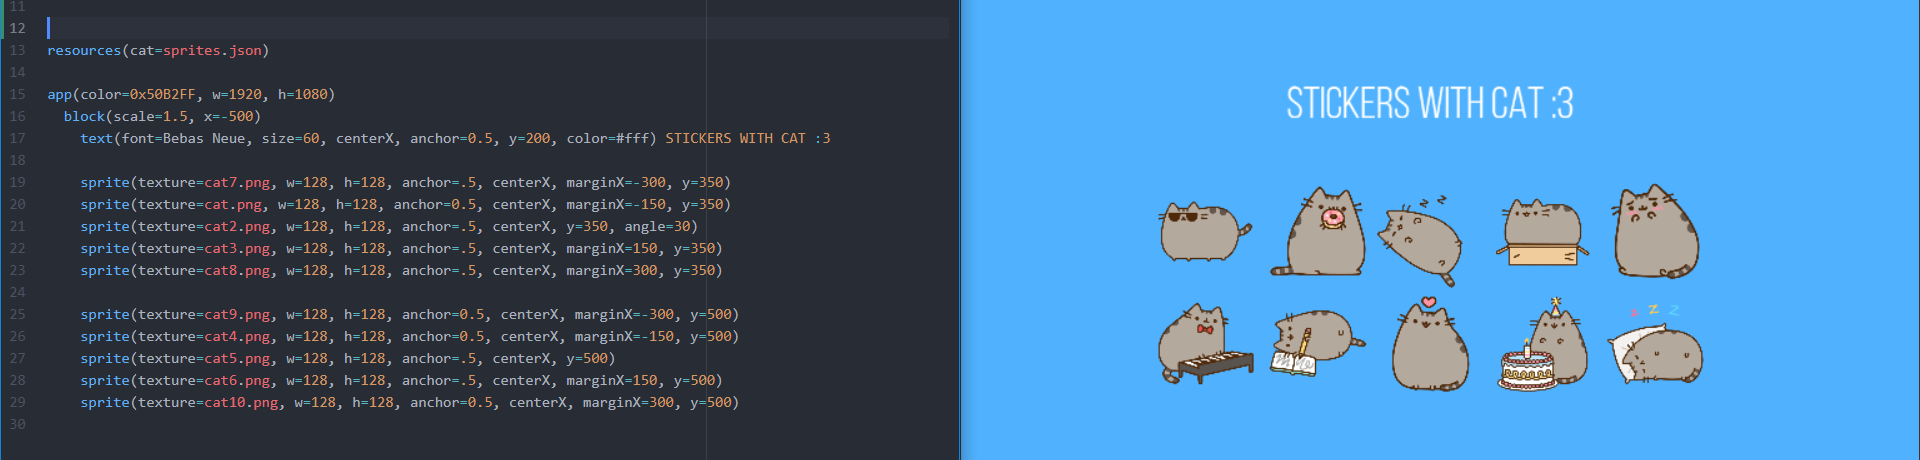 11
12
13 resources(cat=sprites.json)
14
15 app(color=0x50B2FF, w=1920, h=1080)
16 block(scale=1.5, x=-500)
17 text(font=Bebas Neue, size=60, centerX, anchor=0.5, y=200, color=#fff) STICKERS WITH CAT :3
18
19 sprite(texture=cat7.png, w=128, h=128, anchor=.5, centerX, marginX=-300, y=350)
20 sprite(texture=cat.png, w=128, h=128, anchor=0.5, centerX, marginX=-150, y=350)
21 sprite(texture=cat2.png, w=128, h=128, anchor=.5, centerX, y=350, angle=30)
22 sprite(texture=cat3.png, w=128, h=128, anchor=.5, centerX, marginX=150, y=350)
23 sprite(texture=cat8.png, w=128, h=128, anchor=.5, centerX, marginX=300, y=350)
24
25 sprite(texture=cat9.png, w=128, h=128, anchor=0.5, centerX, marginX=-300, y=500)
26 sprite(texture=cat4.png, w=128, h=128, anchor=0.5, centerX, marginX=-150, y=500)
27 sprite(texture=cat5.png, w=128, h=128, anchor=.5, centerX, y=500)
28 sprite(texture=cat6.png, w=128, h=128, anchor=.5, centerX, marginX=150, y=500)
29 sprite(texture=cat10.png, w=128, h=128, anchor=0.5, centerX, marginX=300, y=500)
30
STICKERS WITH CAT :3
z z
z z z